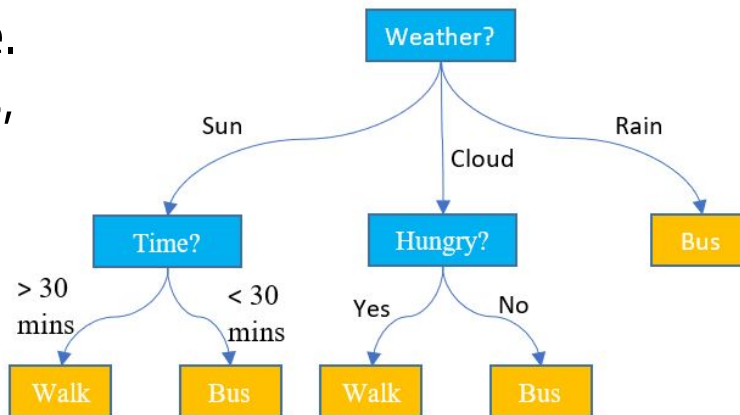 e.
,
Weather?
Sun
Cloud
Rain
Time?
Hungry?
Bus
> 30
mins
< 30
mins
Yes
No
Walk
Bus
Walk
Bus